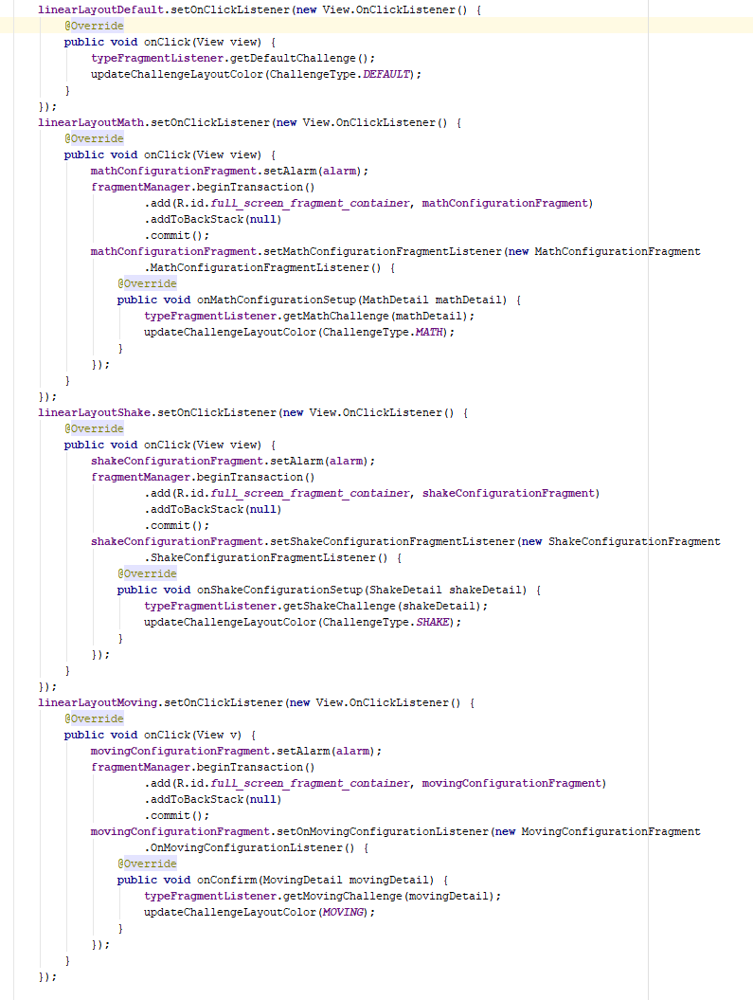 linearLayoutDefault.setOnClickListener(new View.OnClickListener() {
@Override
public void onClick(View view) {
typeFragmentListener.getDefaultChallenge();
updateChallengeLayoutColor(ChallengeType.DEFAULT);
}
});
linearLayoutMath.setOnClickListener(new View.OnClickListener() {
@Override
public void onClick(View view) {
mathConfigurationFragment.setAlarm(alarm);
fragmentManager.beginTransaction()
.add(R.id.full_screen_fragment_container, mathConfigurationFragment)
.addToBackStack(null)
.commit();
mathConfigurationFragment.setMathConfigurationFragmentListener(new MathConfigurationFragment
.MathConfigurationFragmentListener() {
@Override
public void onMathConfigurationSetup(MathDetail mathDetail) {
typeFragmentListener.getMathChallenge(mathDetail);
updateChallengeLayoutColor(ChallengeType.MATH);
}
});
}
});
linearLayoutShake.setOnClickListener(new View.OnClickListener() {
@Override
public void onClick(View view) {
shakeConfigurationFragment.setAlarm(alarm);
fragmentManager.beginTransaction()
.add(R.id.full_screen_fragment_container, shakeConfigurationFragment)
.addToBackStack(null)
.commit();
shakeConfigurationFragment.setShakeConfigurationFragmentListener(new ShakeConfigurationFragment
.ShakeConfigurationFragmentListener() {
@Override
public void onShakeConfigurationSetup(ShakeDetail shakeDetail) {
typeFragmentListener.getShakeChallenge(shakeDetail);
updateChallengeLayoutColor(ChallengeType.SHAKE);
}
});
}
});
linearLayoutMoving.setOnClickListener(new View.OnClickListener() {
@Override
public void onClick(View v) {
movingConfigurationFragment.setAlarm(alarm);
fragmentManager.beginTransaction()
.add(R.id.full_screen_fragment_container, movingConfigurationFragment)
.addToBackStack(null)
.commit();
movingConfigurationFragment.setOnMovingConfigurationListener(new MovingConfigurationFragment
.OnMovingConfigurationListener() {
@Override
public void onConfirm(MovingDetail movingDetail) {
typeFragmentListener.getMovingChallenge(movingDetail);
updateChallengeLayoutColor(MOVING);
}
});
}
});